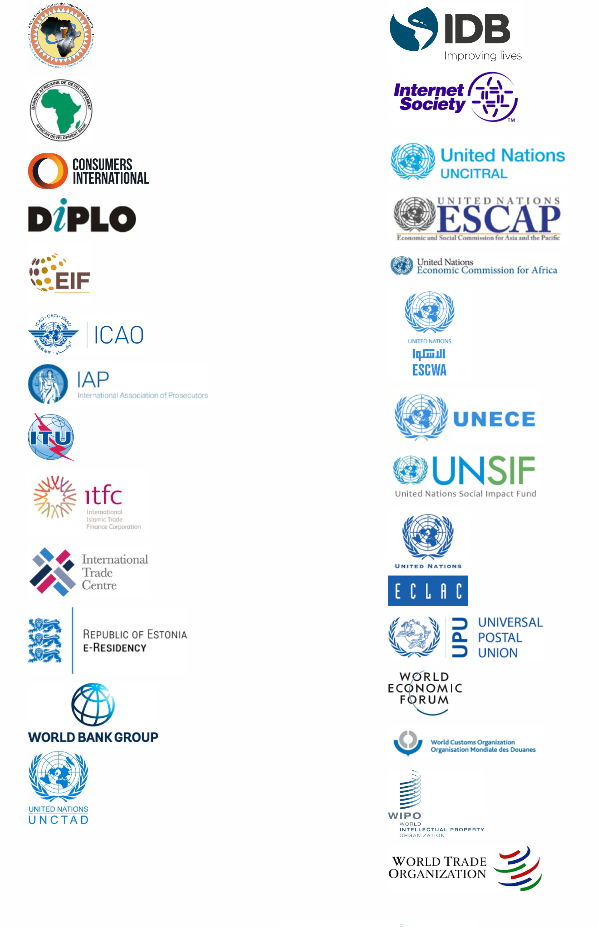 CONSUMERS
INTERNATIONAL
DiPLO
EIF
ICAO
IAP
International Association of Prosecutors
ITU
itfc
International
Islamic Trade
Finance Corporation
International
Trade
Centre
REPUBLIC OF ESTONIA
E-RESIDENCY
WORLD BANK GROUP
UNITED NATIONS
UNCTAD
IDB
Improving lives
Internet
Society
TM
United Nations
UNCITRAL
UNITED NATIONS
ESCAP
Economic and Social Commission for Asia and the Pacific
United Nations
Economic Commission for Africa
UNITED NATIONS
الإسكوا
ESCWA
UNECE
UNSIF
United Nations Social Impact Fund
UNITED NATIONS
ECLAC
UPU
UNIVERSAL
POSTAL
UNION
WORLD
ECONOMIC
FORUM
World Customs Organization
Organisation Mondiale des Douanes
WIPO
WORLD
INTELLECTUAL PROPERTY
ORGANIZATION
WORLD TRADE
ORGANIZATION